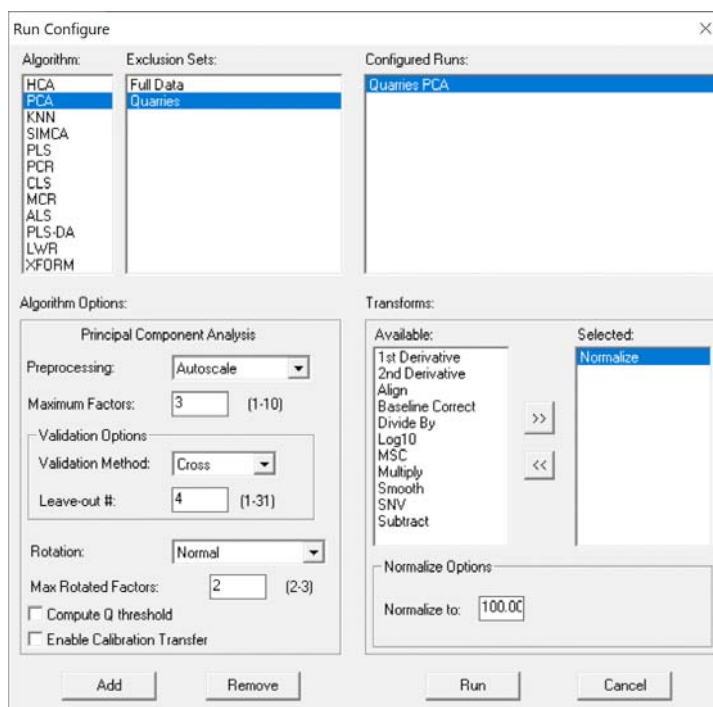 Run Configure
Algorithm:
HCA
PCA
KNN
SIMCA
PLS
PCR
CLS
MCR
ALS
PLS-DA
LWR
XFORM
Exclusion Sets:
Full Data
Quarries
Configured Runs:
Quarries PCA
Algorithm Options:
Principal Component Analysis
Preprocessing: Autoscale
Maximum Factors: 3 (1-10)
Validation Options
Validation Method: Cross
Leave-out #: 4 (1-31)
Rotation: Normal
Max Rotated Factors: 2 (2-3)
Compute Q threshold
Enable Calibration Transfer
Transforms:
Available:
1st Derivative
2nd Derivative
Align
Baseline Correct
Divide By
Log10
MSC
Multiply
Smooth
SNV
Subtract
>>
<<
Selected:
Normalize
Normalize Options
Normalize to: 100.00
Add Remove Run Cancel